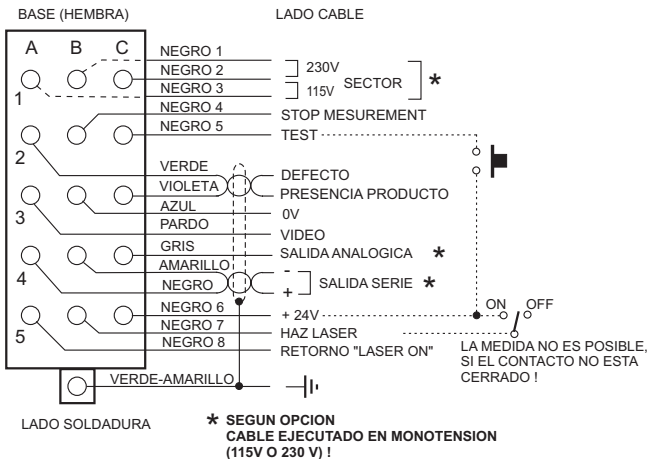 BASE (HEMBRA)
LADO CABLE
A B C
1
2
3
4
5
NEGRO 1
NEGRO 2
230V
NEGRO 3
115V
SECTOR *
NEGRO 4
STOP MESUREMENT
NEGRO 5
TEST
VERDE
DEFECTO
VIOLETA
PRESENCIA PRODUCTO
AZUL
0V
PARDO
VIDEO
GRIS
SALIDA ANALOGICA *
AMARILLO
-
NEGRO
+
SALIDA SERIE *
NEGRO 6
+ 24V
ON OFF
NEGRO 7
HAZ LASER
NEGRO 8
RETORNO "LASER ON"
LA MEDIDA NO ES POSIBLE,
SI EL CONTACTO NO ESTA
CERRADO !
VERDE-AMARILLO
LADO SOLDADURA
* SEGUN OPCION
CABLE EJECUTADO EN MONOTENSION
(115V O 230 V) !